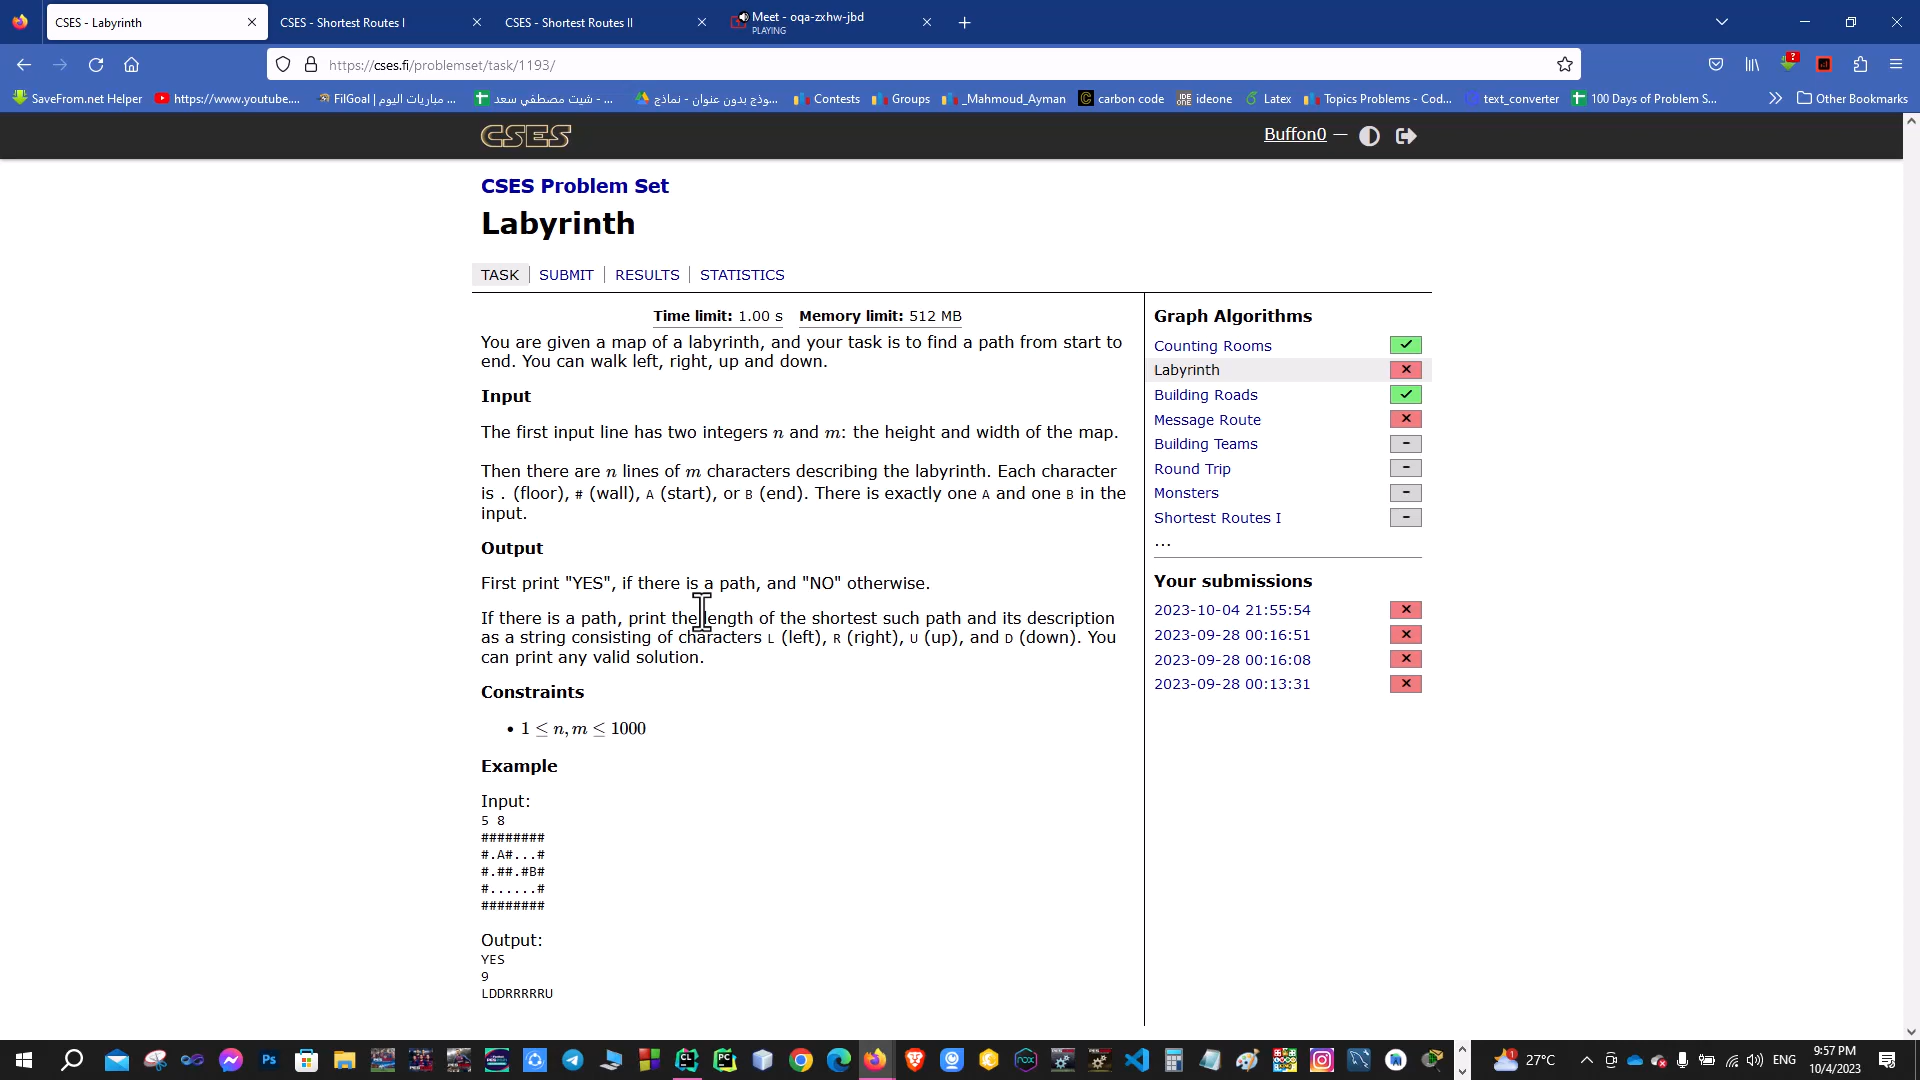 CSES - Labyrinth
CSES - Shortest Routes I
CSES - Shortest Routes II
Meet - oqa-zxhw-jbd
PLAYING
https://cses.fi/problemset/task/1193/
SaveFrom.net Helper
https://www.youtube....
FilGoal | مباريات اليوم ...
شيت مصطفي سعد - ...
...نموذج بدون عنوان - نماذج
Contests
Groups
_Mahmoud_Ayman
carbon code
ideone
Latex
Topics Problems - Cod...
text_converter
100 Days of Problem S...
Other Bookmarks
CSES
Buffon0 —
CSES Problem Set
Labyrinth
TASK
SUBMIT
RESULTS
STATISTICS
Time limit: 1.00 s Memory limit: 512 MB
You are given a map of a labyrinth, and your task is to find a path from start to
end. You can walk left, right, up and down.
Input
The first input line has two integers n and m: the height and width of the map.
Then there are n lines of m characters describing the labyrinth. Each character
is . (floor), # (wall), A (start), or B (end). There is exactly one A and one B in the
input.
Output
First print "YES", if there is a path, and "NO" otherwise.
If there is a path, print the length of the shortest such path and its description
as a string consisting of characters L (left), R (right), U (up), and D (down). You
can print any valid solution.
Constraints
• 1 ≤ n, m ≤ 1000
Example
Input:
5 8
########
#.A#...#
#.##.#B#
#......#
########
Output:
YES
9
LDDRRRRRU
Graph Algorithms
Counting Rooms
Labyrinth
Building Roads
Message Route
Building Teams
Round Trip
Monsters
Shortest Routes I
...
Your submissions
2023-10-04 21:55:54
2023-09-28 00:16:51
2023-09-28 00:16:08
2023-09-28 00:13:31
27°C
ENG
9:57 PM
10/4/2023